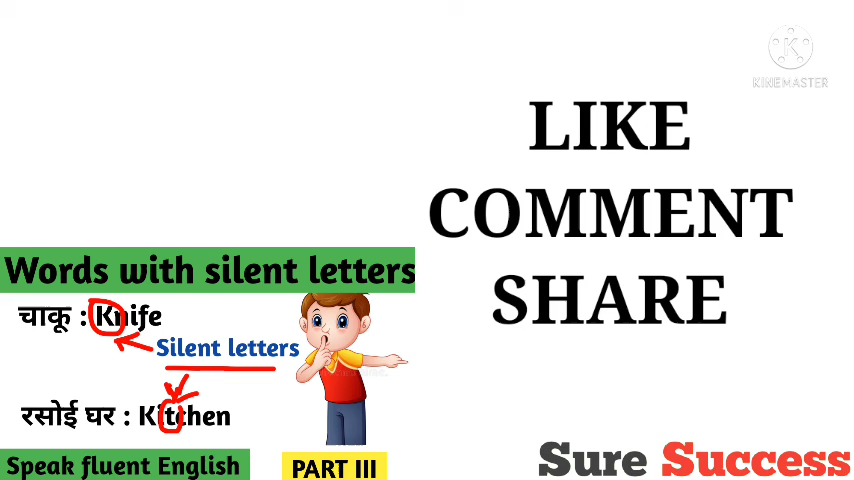 KINEMASTER
LIKE
COMMENT
SHARE
Words with silent letters
चाकू : Knife
Silent letters
रसोई घर : Kitchen
Speak fluent English
PART III
Sure Success